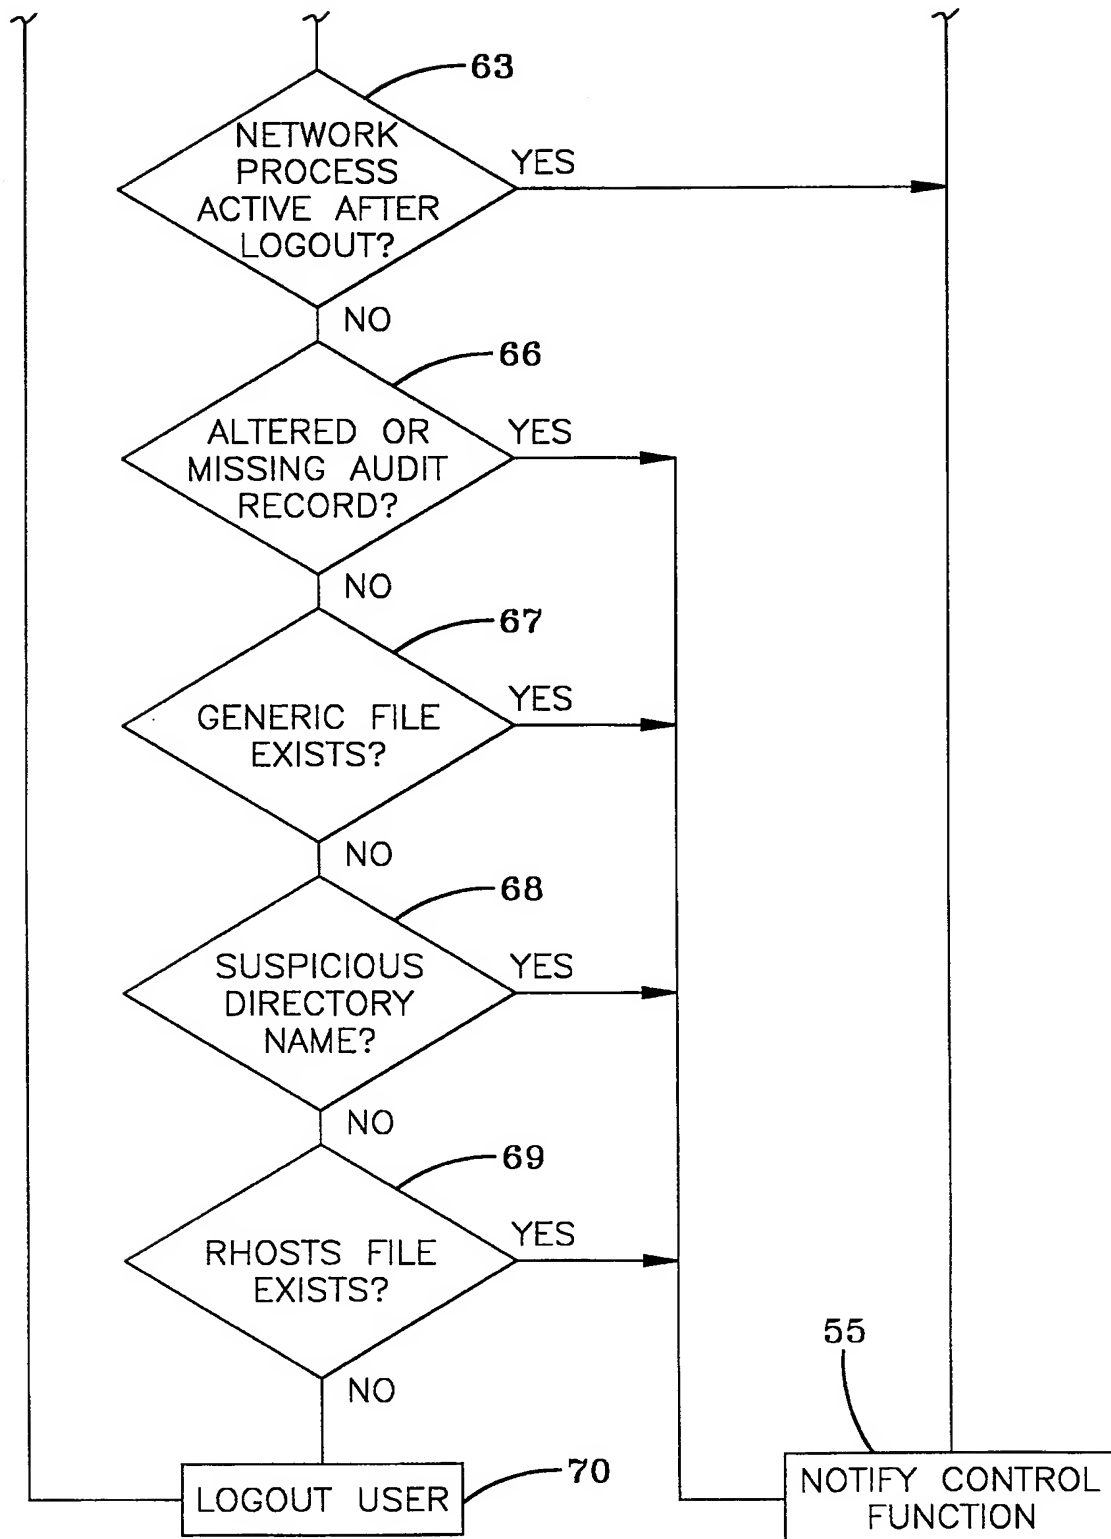 63
NETWORK
PROCESS
ACTIVE AFTER
LOGOUT?
YES
NO
66
ALTERED OR
MISSING AUDIT
RECORD?
YES
NO
67
GENERIC FILE
EXISTS?
YES
NO
68
SUSPICIOUS
DIRECTORY
NAME?
YES
NO
69
RHOSTS FILE
EXISTS?
YES
NO
55
NOTIFY CONTROL
FUNCTION
70
LOGOUT USER